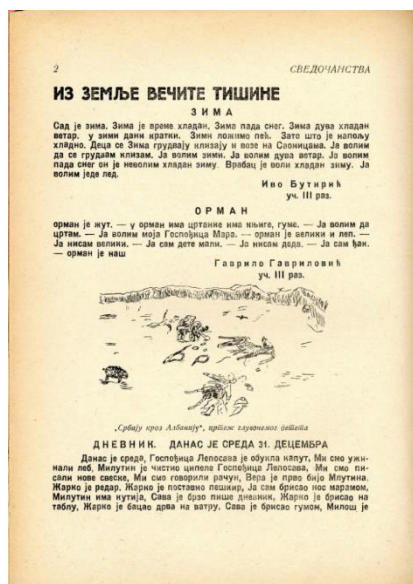 2
СВЕДОЧАНСТВА
ИЗ ЗЕМЉЕ ВЕЧИТЕ ТИШИНЕ
ЗИМА
Сад је зима. Зима је време хладан, Зима пада снег. Зима дува хладан
ветар. у зими дани кратки. Зими ложимо пећ. Зато што је напољу
хладно. Деца се Зима грудвају клизају и возе на Саоницама. Ја волим
да се грудвам клизам. Ја волим зими. Ја волим дува ветар. Ја волим
пада снег он је неволим хладан зиму. Врабац је воли хладан зиму. Ја
волим једе лед.
Иво Бутирић
уч. III раз.
ОРМАН
орман је жут. — у орман има цртание има књиге, гуме. — Ја волим да
цртам. — Ја волим моја Геспођица Мара. — орман је велики и леп. —
Ја нисам велики. — Ја сам дете мали. — Ја нисам деда. — Ја сам ђак.
— орман је наш
Гаврило Гавриловић
уч. III раз.
„Србију кроз Албанију“, цртеж глувонемог детета
ДНЕВНИК. ДАНАС ЈЕ СРЕДА 31. ДЕЦЕМБРА
Данас је среда, Госпођица Лепосава је обукла капут, Ми смо ужи-
нали леб, Милутин је чистио ципеле Госпођица Лепосава, Ми смо пи-
сали нове свеске, Ми смо говорили рачун, Вера је прво бијо Млутина.
Жарко је редар, Жарко је поставио пешкир, Ја сам брисао нос марамом,
Милутин има кутија, Сава је брзо пише дневник, Жарко је брисао на
таблу, Жарко је бацао дрва на ватру, Сава је брисао гумом, Милош је